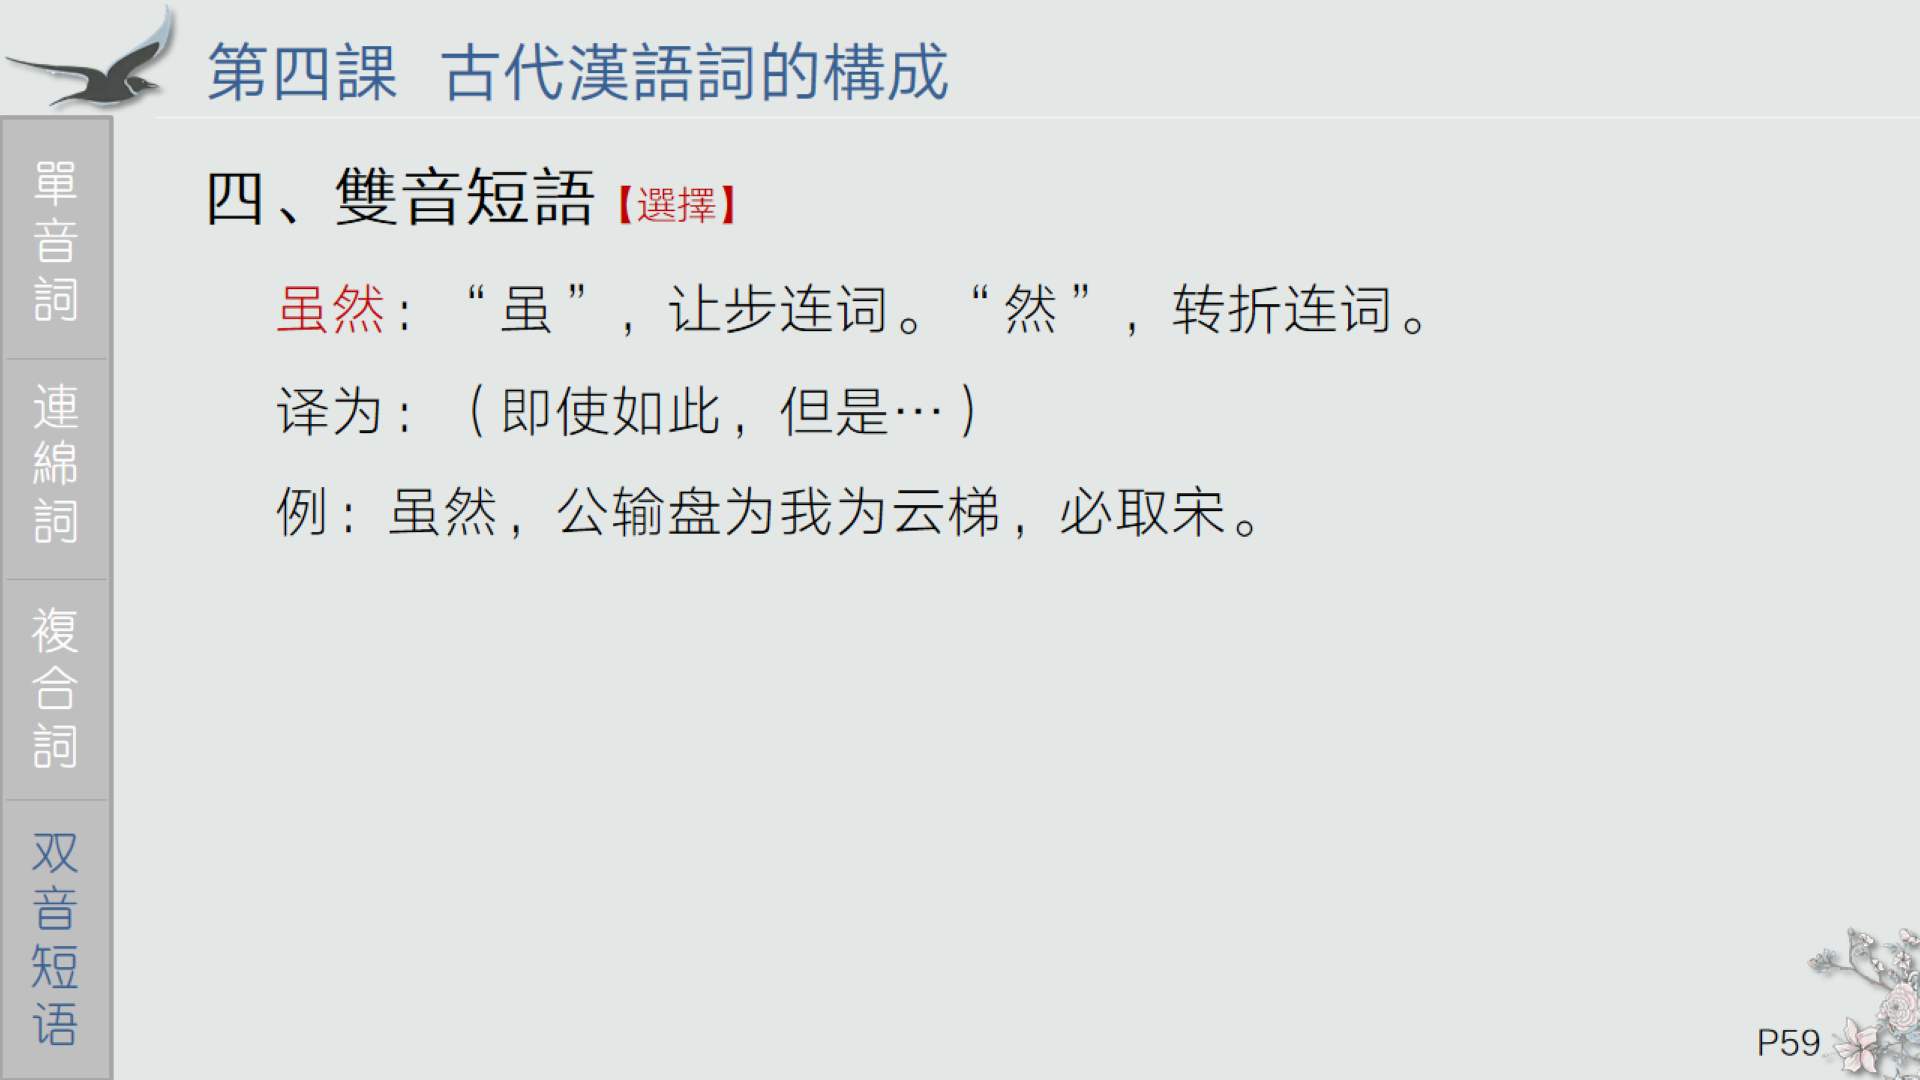 第四課 古代漢語詞的構成
單音詞
連綿詞
複合詞
双音短语
四、雙音短語【選擇】
虽然：“虽”，让步连词。“然”，转折连词。
译为：（即使如此，但是…）
例：虽然，公输盘为我为云梯，必取宋。
P59